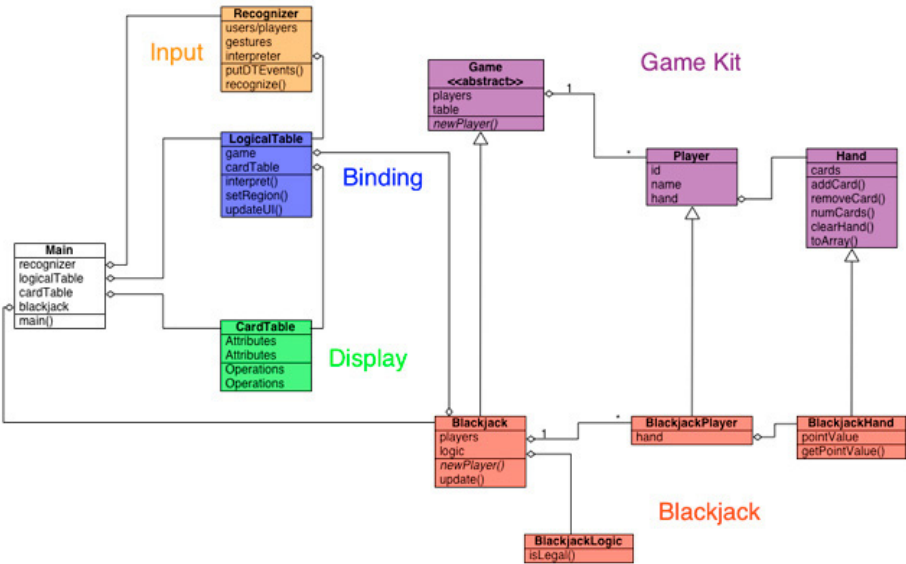 Recognizer
users/players
gestures
interpreter
putDTEvents()
recognize()
Input
LogicalTable
game
cardTable
interpret()
setRegion()
updateUI()
Binding
Main
recognizer
logicalTable
cardTable
blackjack
main()
CardTable
Attributes
Attributes
Operations
Operations
Display
Game Kit
Game
<<abstract>>
players
table
newPlayer()
1
*
Player
id
name
hand
Hand
cards
addCard()
removeCard()
numCards()
clearHand()
toArray()
Blackjack
players
logic
newPlayer()
update()
1
*
BlackjackPlayer
hand
BlackjackHand
pointValue
getPointValue()
Blackjack
BlackjackLogic
isLegal()